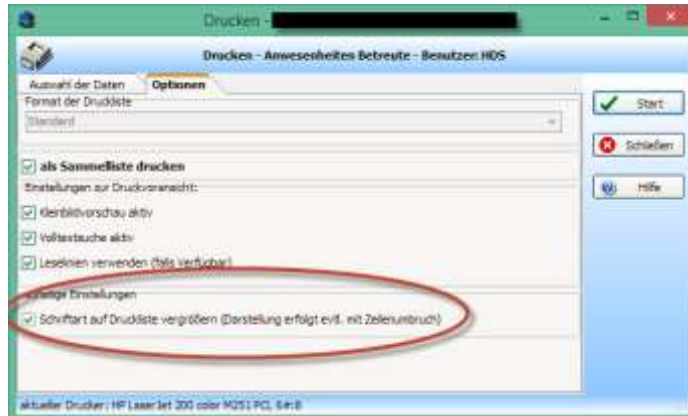 Drucken -
Drucken - Anwesenheiten Betreute - Benutzer: HDS
Auswahl der Daten Optionen
Format der Druckliste
Standard
Start
Schließen
Hilfe
als Sammelliste drucken
Einstellungen zur Druckvoransicht:
Kleinbildvorschau aktiv
Volltextsuche aktiv
Leselinien verwenden (falls Verfügbar)
Einstellungen
Schriftart auf Druckliste vergrößern (Darstellung erfolgt evtl. mit Zeilenumbruch)
aktueller Drucker: HP LaserJet 200 color M251 PCL 6